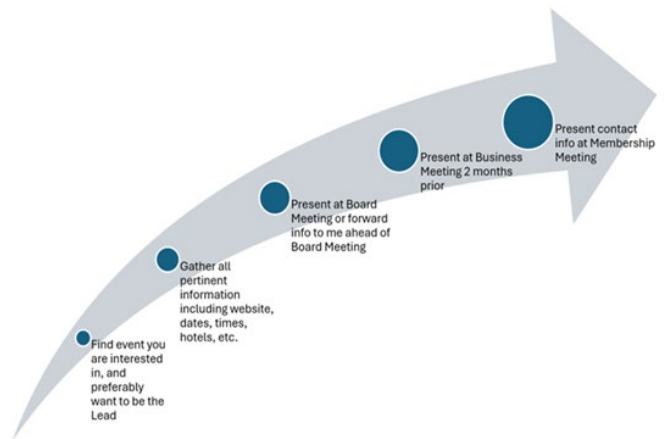 Find event you
are interested
in, and
preferably
want to be the
Lead
Gather all
pertinent
information
including website,
dates, times,
hotels, etc.
Present at Board
Meeting or forward
info to me ahead of
Board Meeting
Present at Business
Meeting 2 months
prior
Present contact
info at Membership
Meeting